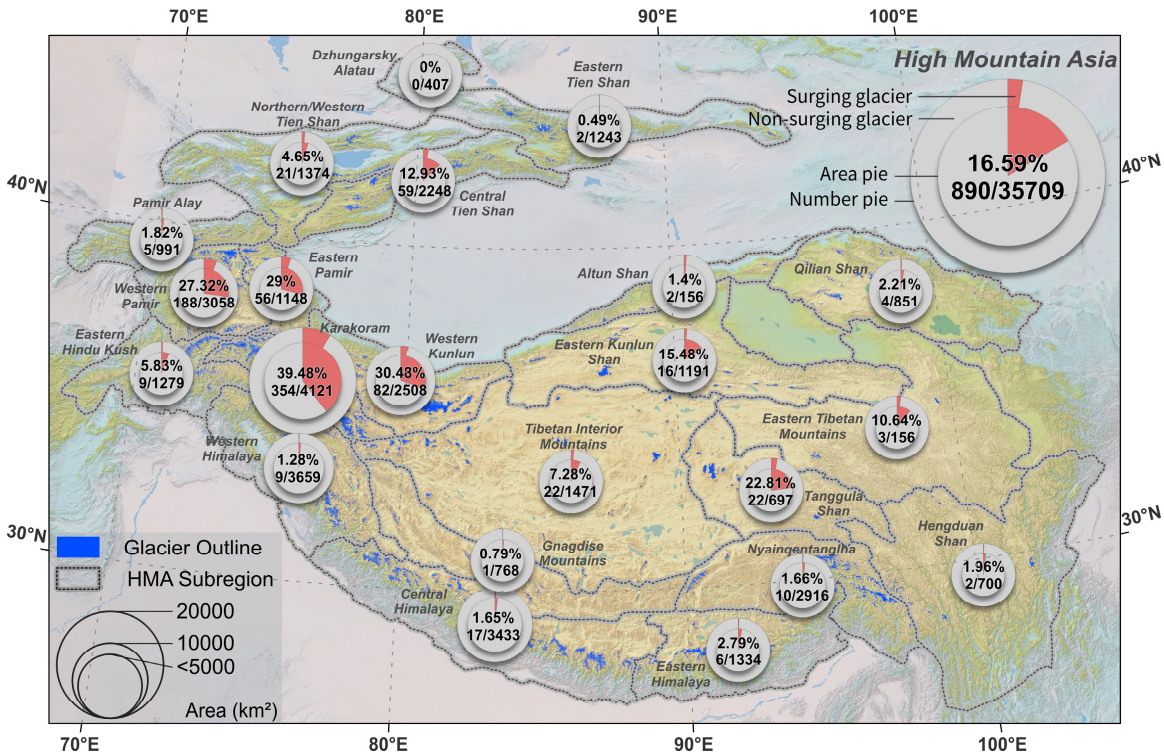 70°E
80°E
90°E
100°E
High Mountain Asia
Dzhungarsky
Alatau
0%
0/407
Eastern
Tien Shan
0.49%
2/1243
Surging glacier
Non-surging glacier
Area pie
Number pie
16.59%
890/35709
Northern/Western
Tien Shan
4.65%
21/1374
12.93%
59/2248
Central
Tien Shan
40°N
40°N
Pamir Alay
1.82%
5/991
Western
Pamir
27.32%
188/3058
Eastern
Pamir
29%
56/1148
Altun Shan
1.4%
2/156
Qilian Shan
2.21%
4/851
Eastern
Hindu Kush
5.83%
9/1279
Karakoram
39.48%
354/4121
Western
Kunlun
30.48%
82/2508
Eastern Kunlun
Shan
15.48%
16/1191
Eastern Tibetan
Mountains
10.64%
3/156
Western
Himalaya
1.28%
9/3659
Tibetan Interior
Mountains
7.28%
22/1471
22.81%
22/697
Tanggula
Shan
30°N
30°N
Hengduan
Shan
1.96%
2/700
0.79%
1/768
Gnagdise
Mountains
Nyainqentanglha
1.66%
10/2916
Central
Himalaya
1.65%
17/3433
2.79%
6/1334
Eastern
Himalaya
Glacier Outline
HMA Subregion
20000
10000
<5000
Area (km²)
70°E
80°E
90°E
100°E